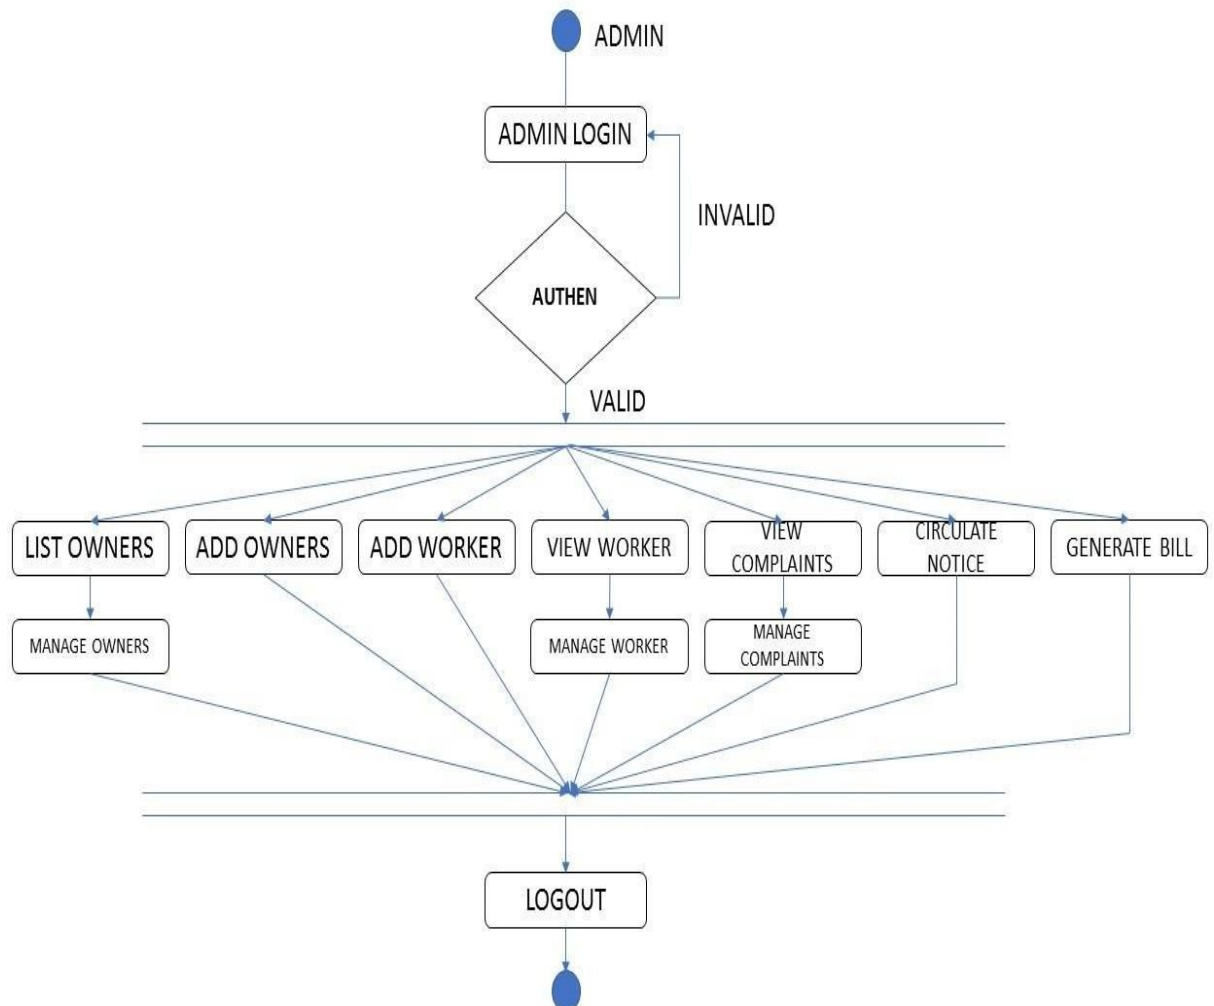 ADMIN
ADMIN LOGIN
INVALID
AUTHEN
VALID
LIST OWNERS
ADD OWNERS
ADD WORKER
VIEW WORKER
VIEW
COMPLAINTS
CIRCULATE
NOTICE
GENERATE BILL
MANAGE OWNERS
MANAGE WORKER
MANAGE
COMPLAINTS
LOGOUT